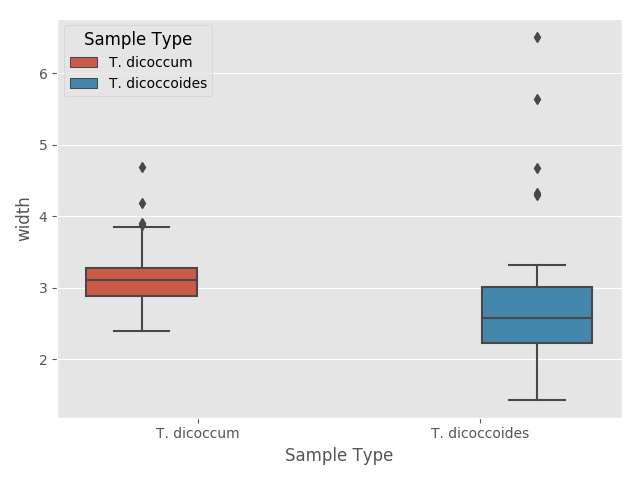 Sample Type
T. dicoccum
T. dicoccoides
width
6
5
4
3
2
T. dicoccum
T. dicoccoides
Sample Type